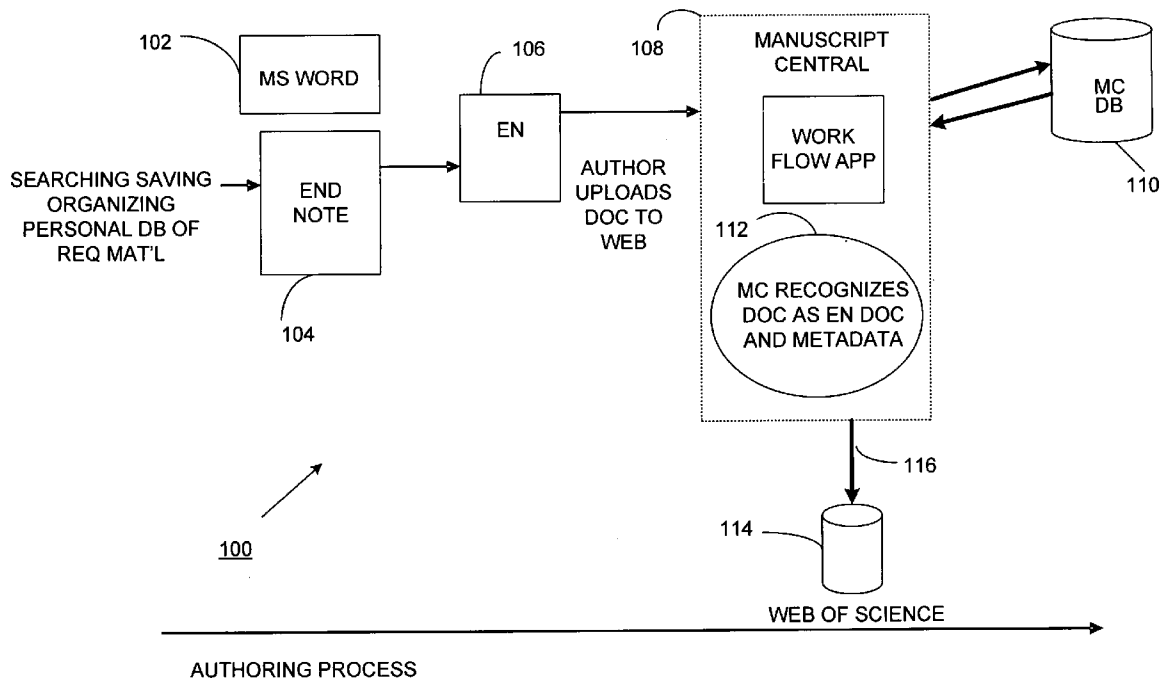 102
MS WORD
SEARCHING SAVING
ORGANIZING
PERSONAL DB OF
REQ MAT'L
END
NOTE
104
106
EN
AUTHOR
UPLOADS
DOC TO
WEB
108
MANUSCRIPT
CENTRAL
WORK
FLOW APP
112
MC RECOGNIZES
DOC AS EN DOC
AND METADATA
MC
DB
110
116
114
WEB OF SCIENCE
100
AUTHORING PROCESS